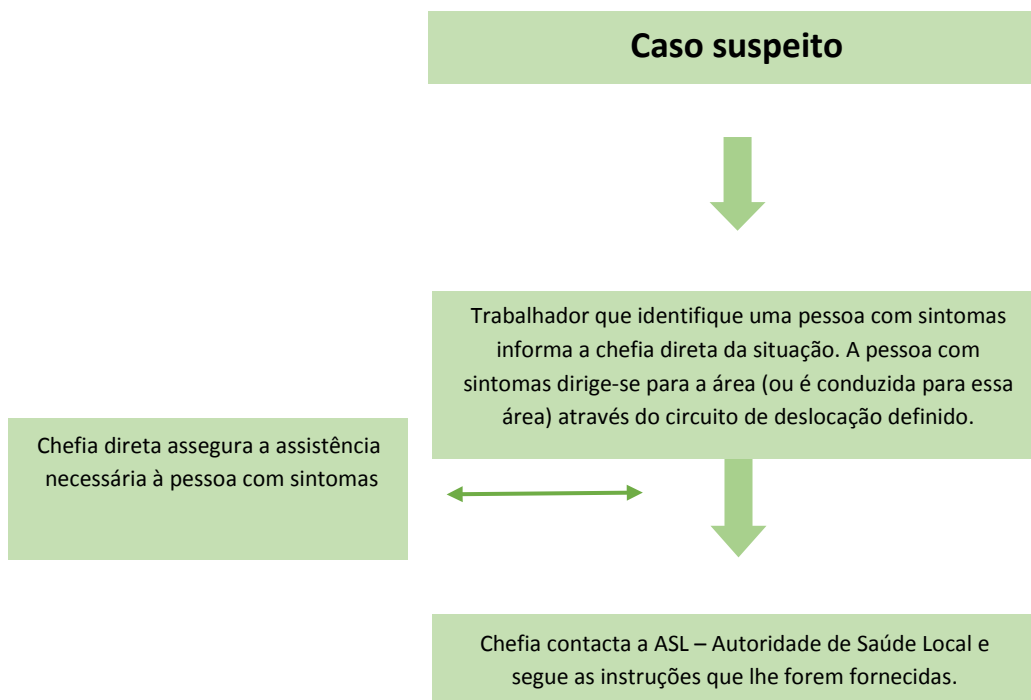 Caso suspeito
Trabalhador que identifique uma pessoa com sintomas
informa a chefia direta da situação. A pessoa com
sintomas dirige-se para a área (ou é conduzida para essa
área) através do circuito de deslocação definido.
Chefia direta assegura a assistência
necessária à pessoa com sintomas
Chefia contacta a ASL – Autoridade de Saúde Local e
segue as instruções que lhe forem fornecidas.